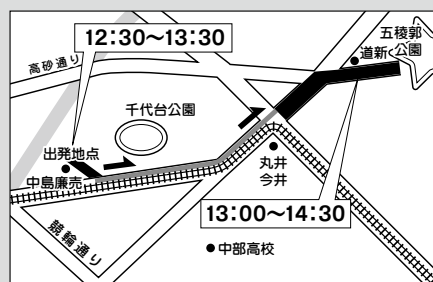 12:30〜13:30
五稜郭
公園
道新
高砂通り
千代台公園
出発地点
中島廉売
丸井
今井
13:00〜14:30
競輪通り
中部高校